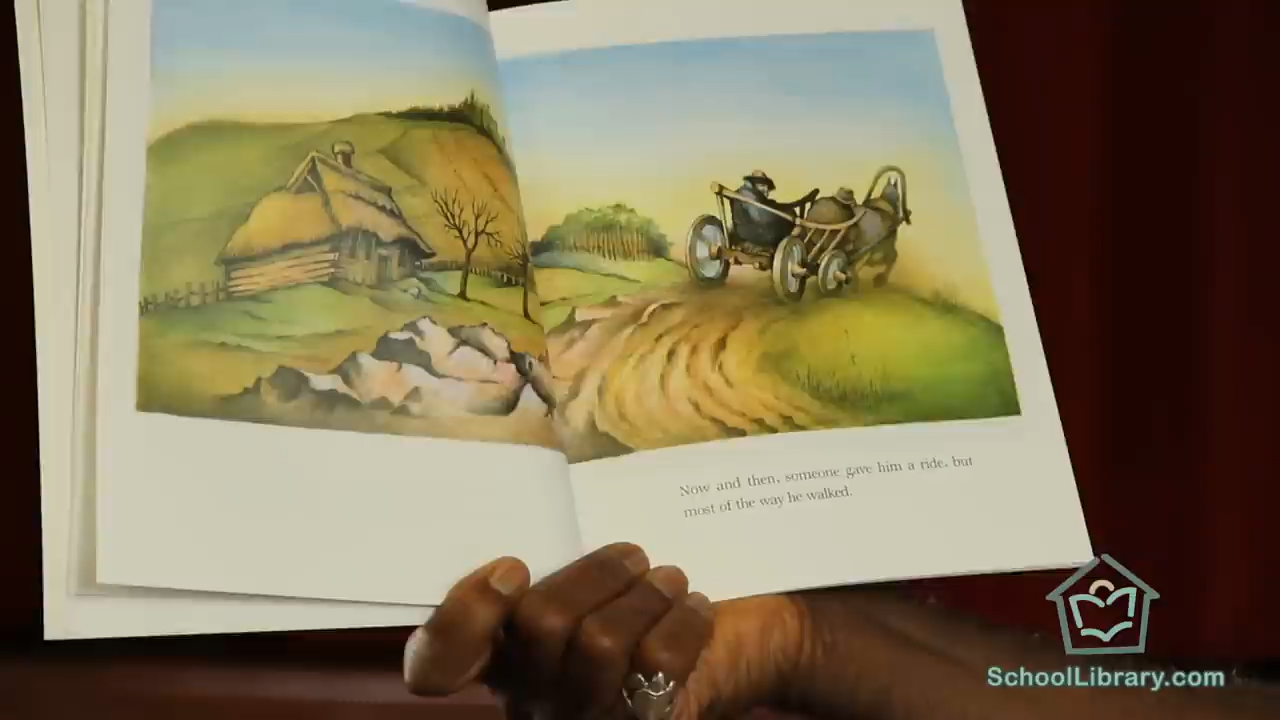 Now and then, someone gave him a ride, but
most of the way he walked.
SchoolLibrary.com